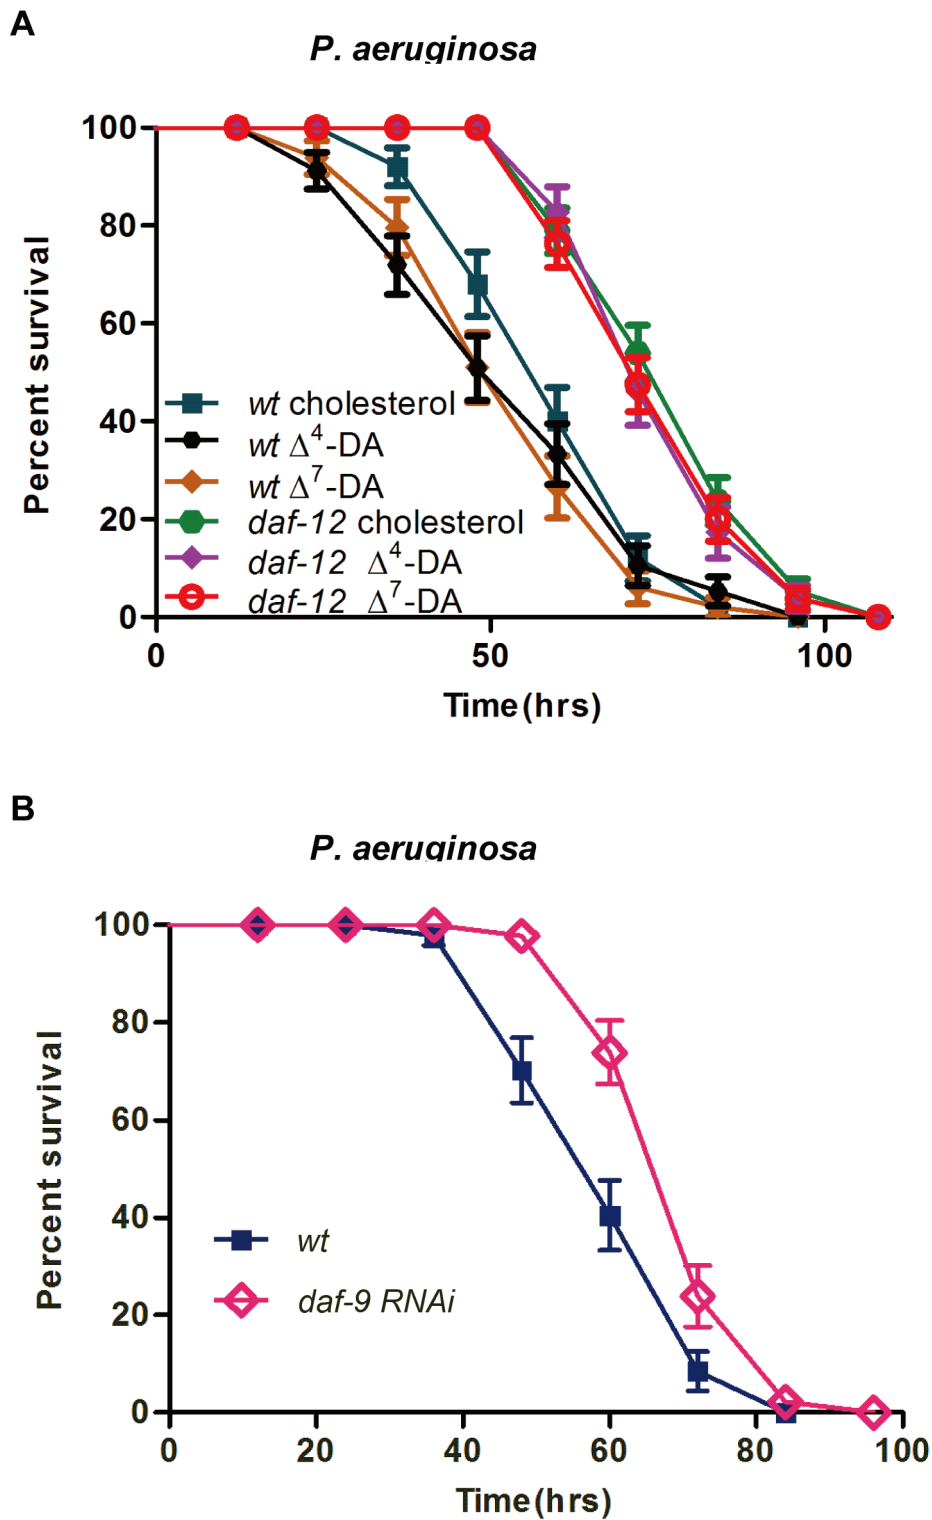 A
P. aeruginosa
100
80
60
40
20
0
Percent survival
wt cholesterol
wt Δ⁴-DA
wt Δ⁷-DA
daf-12 cholesterol
daf-12 Δ⁴-DA
daf-12 Δ⁷-DA
0 50 100
Time(hrs)
B
P. aeruginosa
100
80
60
40
20
0
Percent survival
wt
daf-9 RNAi
0 20 40 60 80 100
Time(hrs)